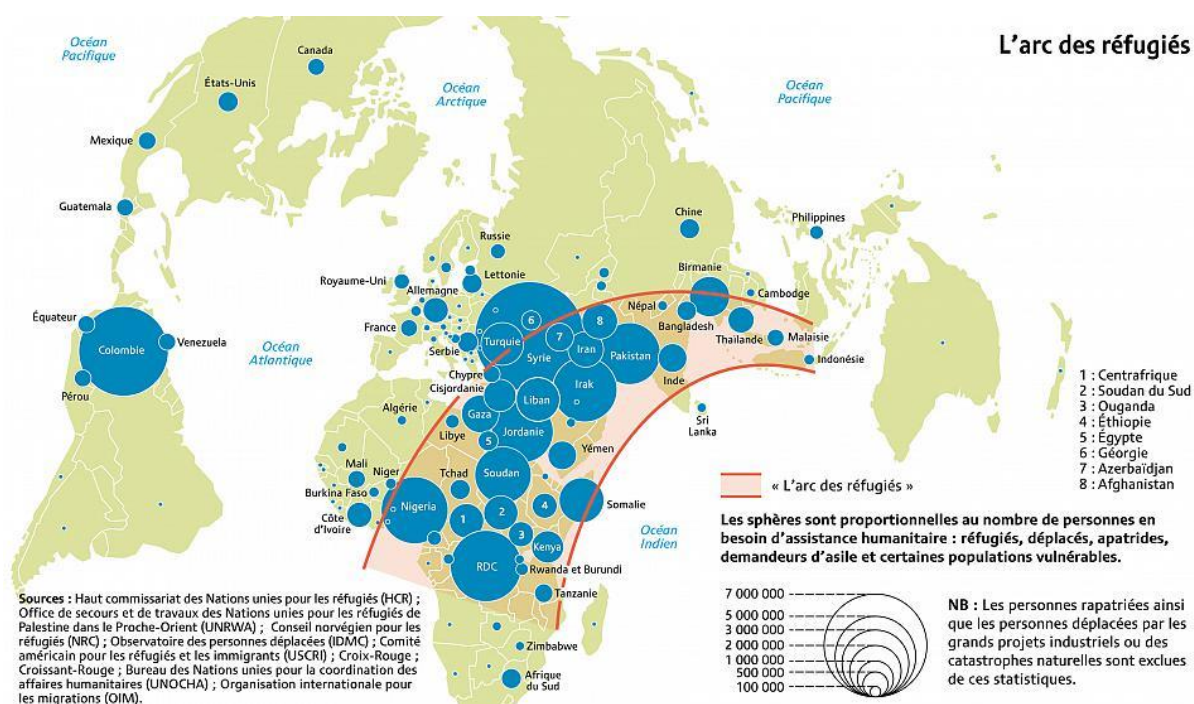 L'arc des réfugiés
Océan
Pacifique
Canada
États-Unis
Océan
Arctique
Océan
Pacifique
Mexique
Guatemala
Chine
Philippines
Russie
Royaume-Uni
Lettonie
Allemagne
Birmanie
Cambodge
Népal
Équateur
Colombie
Venezuela
Pérou
Océan
Atlantique
France
Serbie
Turquie
6
7
8
Syrie
Iran
Pakistan
Bangladesh
Thaïlande
Malaisie
Indonésie
Inde
Chypre
Cisjordanie
Irak
Liban
Gaza
Algérie
Libye
5
Jordanie
Sri
Lanka
Yémen
Mali
Niger
Tchad
Soudan
Burkina Faso
Nigeria
Côte
d'Ivoire
1
2
4
Somalie
3
Kenya
RDC
Rwanda et Burundi
Tanzanie
Océan
Indien
Zimbabwe
Afrique
du Sud
1 : Centrafrique
2 : Soudan du Sud
3 : Ouganda
4 : Éthiopie
5 : Égypte
6 : Géorgie
7 : Azerbaïdjan
8 : Afghanistan
« L'arc des réfugiés »
Les sphères sont proportionnelles au nombre de personnes en
besoin d'assistance humanitaire : réfugiés, déplacés, apatrides,
demandeurs d'asile et certaines populations vulnérables.
7 000 000
5 000 000
3 000 000
2 000 000
1 000 000
500 000
100 000
NB : Les personnes rapatriées ainsi
que les personnes déplacées par les
grands projets industriels ou des
catastrophes naturelles sont exclues
de ces statistiques.
Sources : Haut commissariat des Nations unies pour les réfugiés (HCR) ;
Office de secours et de travaux des Nations unies pour les réfugiés de
Palestine dans le Proche-Orient (UNRWA) ; Conseil norvégien pour les
réfugiés (NRC) ; Observatoire des personnes déplacées (IDMC) ; Comité
américain pour les réfugiés et les immigrants (USCRI) ; Croix-Rouge ;
Croissant-Rouge ; Bureau des Nations unies pour la coordination des
affaires humanitaires (UNOCHA) ; Organisation internationale pour
les migrations (OIM).